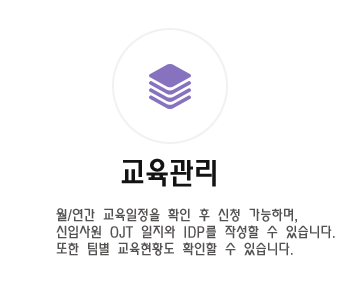 교육관리
월/연간 교육일정을 확인 후 신청 가능하며,
신입사원 OJT 일지와 IDP를 작성할 수 있습니다.
또한 팀별 교육현황도 확인할 수 있습니다.